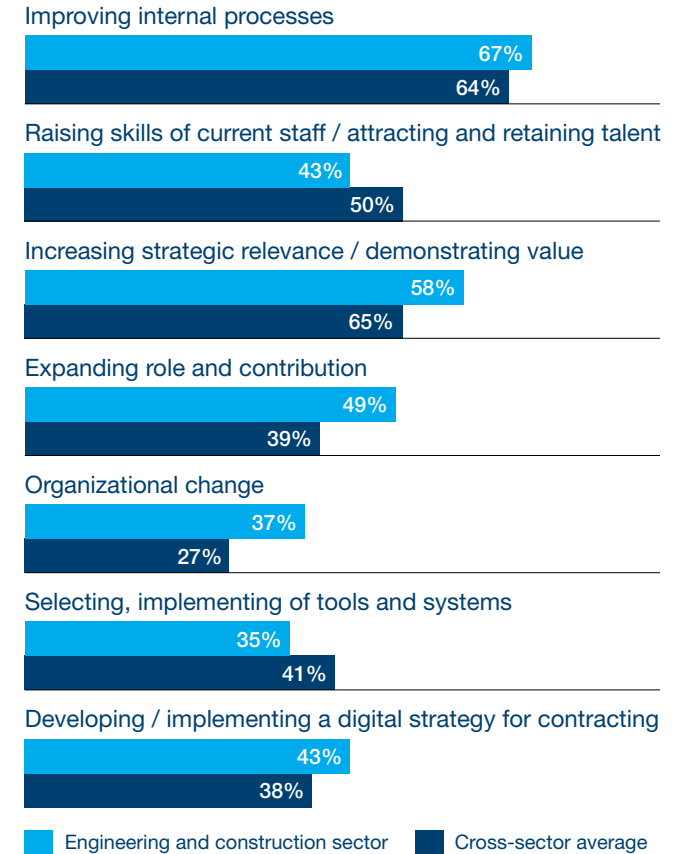 Improving internal processes
67%
64%
Raising skills of current staff / attracting and retaining talent
43%
50%
Increasing strategic relevance / demonstrating value
58%
65%
Expanding role and contribution
49%
39%
Organizational change
37%
27%
Selecting, implementing of tools and systems
35%
41%
Developing / implementing a digital strategy for contracting
43%
38%
Engineering and construction sector Cross-sector average